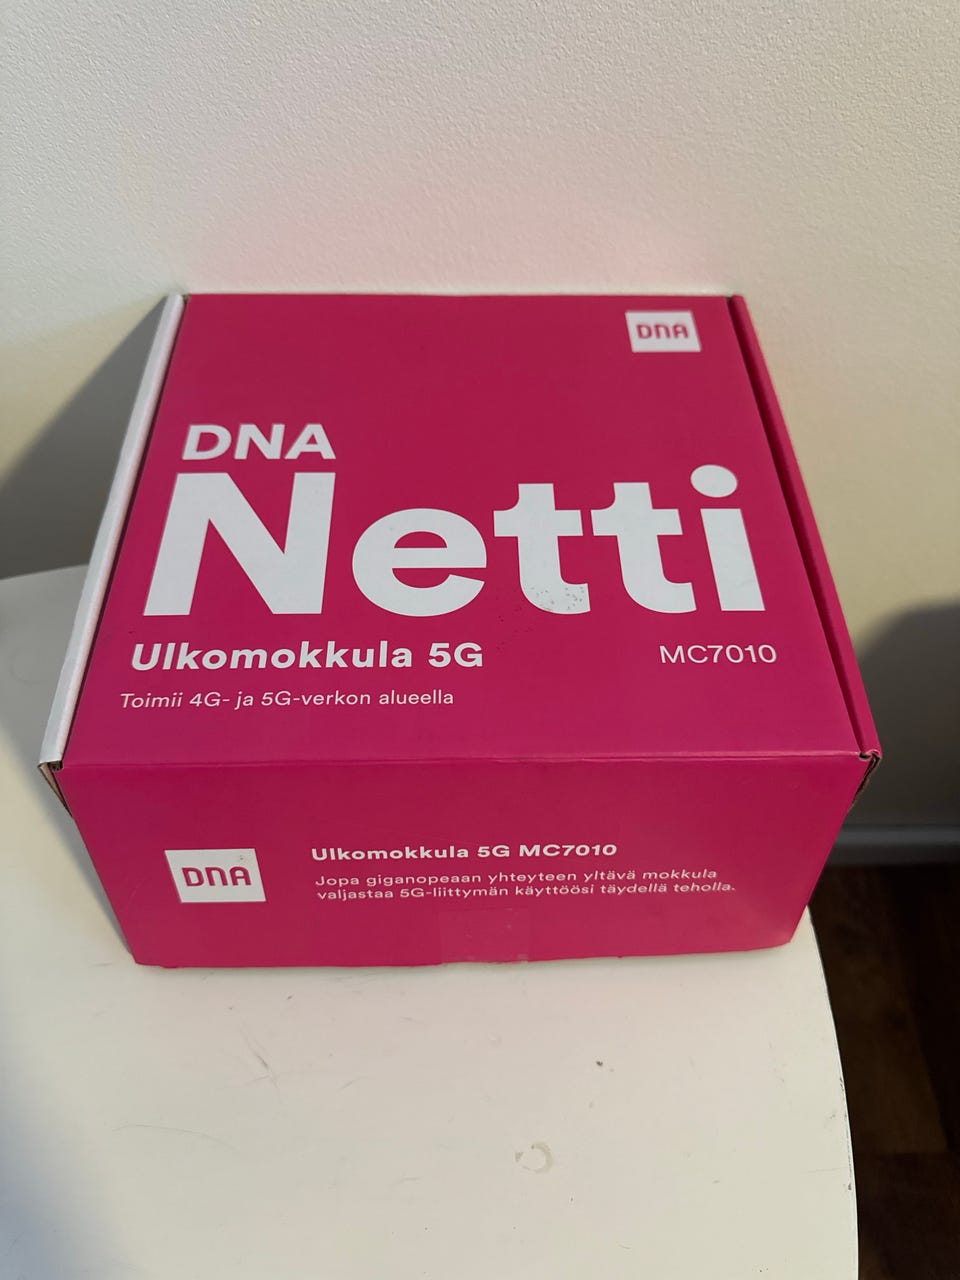 DNA
DNA
Netti
Ulkomokkula 5G
MC7010
Toimii 4G- ja 5G-verkon alueella
DNA
Ulkomokkula 5G MC7010
Jopa giganopeaan yhteyteen yltävä mokkula
valjastaa 5G-liittymän käyttöösi täydellä teholla.